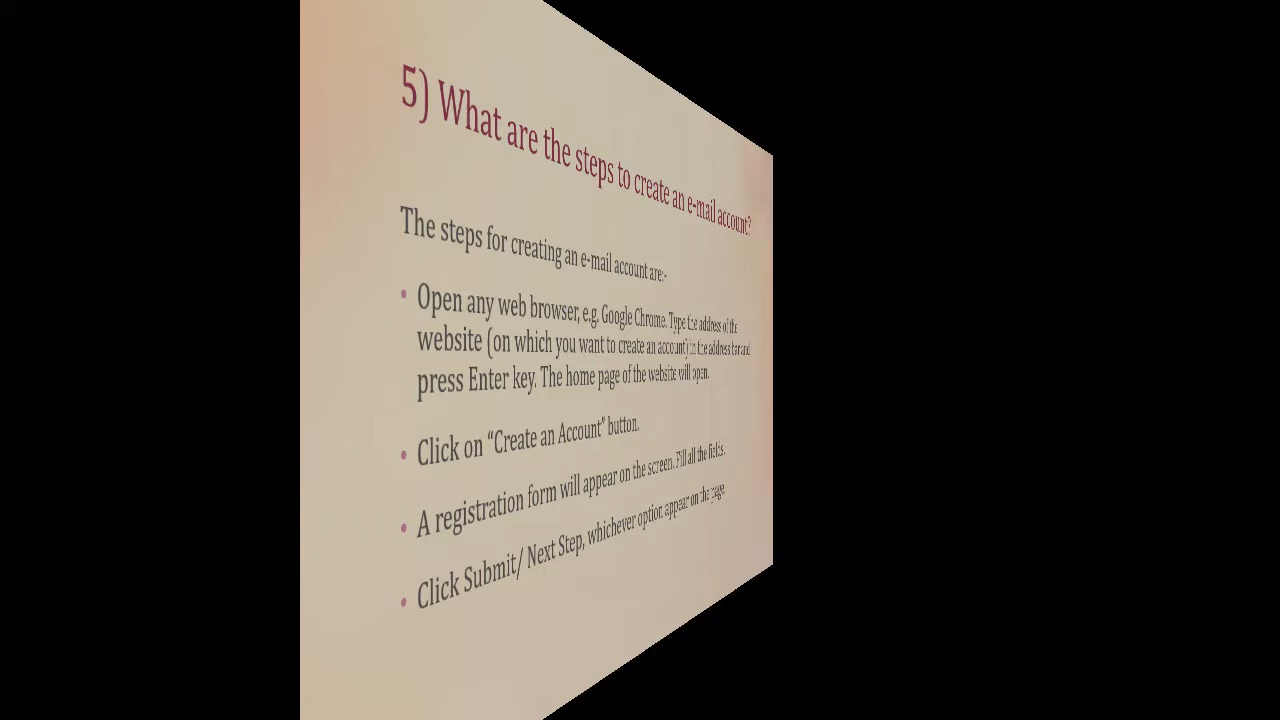 5) What are the steps to create an e-mail account?
The steps for creating an e-mail account are:-
• Open any web browser, e.g. Google Chrome. Type the address of the
website (on which you want to create an account) in the address bar and
press Enter key. The home page of the website will open.
• Click on “Create an Account” button.
• A registration form will appear on the screen. Fill all the fields.
• Click Submit/ Next Step, whichever option appear on the page.